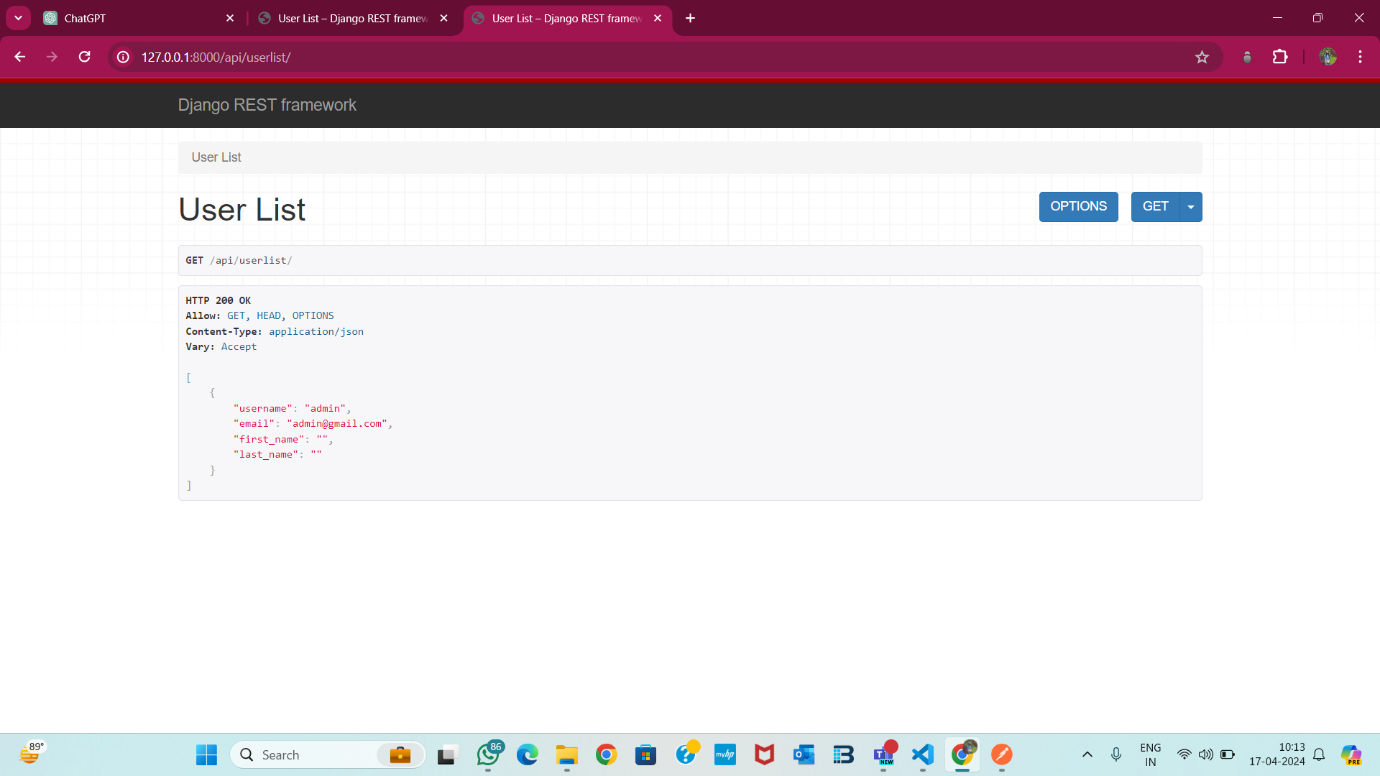 ChatGPT
User List – Django REST framew
User List – Django REST framew
127.0.0.1:8000/api/userlist/
Django REST framework
User List
User List
OPTIONS
GET
GET /api/userlist/
HTTP 200 OK
Allow: GET, HEAD, OPTIONS
Content-Type: application/json
Vary: Accept
[
{
"username": "admin",
"email": "admin@gmail.com",
"first_name": "",
"last_name": ""
}
]
89°
Search
86
myhp
NEW
ENG
IN
10:13
17-04-2024
PRE